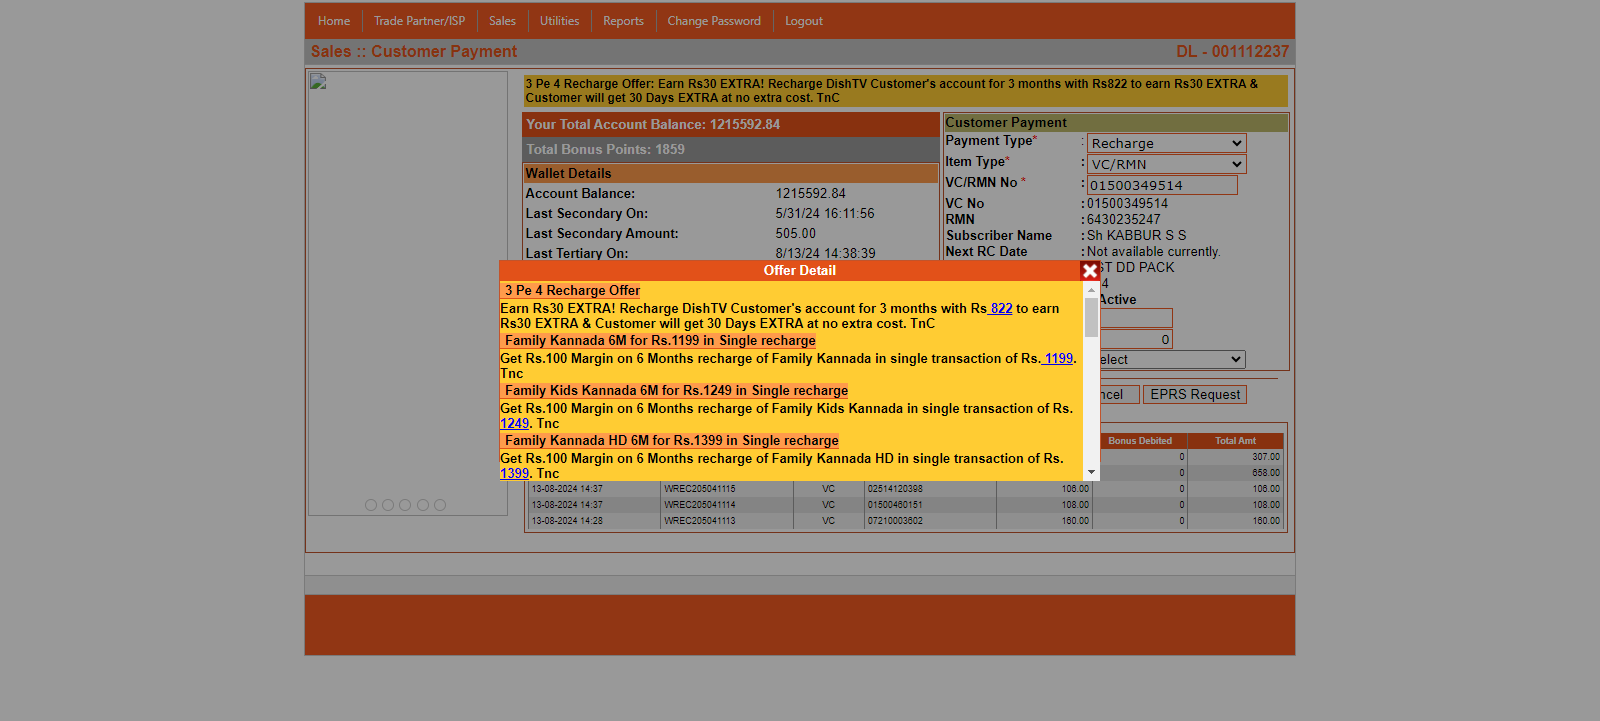 Home Trade Partner/ISP Sales Utilities Reports Change Password Logout
Sales :: Customer Payment DL - 001112237
3 Pe 4 Recharge Offer: Earn Rs30 EXTRA! Recharge DishTV Customer's account for 3 months with Rs822 to earn Rs30 EXTRA &
Customer will get 30 Days EXTRA at no extra cost. TnC
Your Total Account Balance: 1215592.84
Total Bonus Points: 1859
Wallet Details
Account Balance: 1215592.84
Last Secondary On: 5/31/24 16:11:56
Last Secondary Amount: 505.00
Last Tertiary On: 8/13/24 14:38:39
Customer Payment
Payment Type* : Recharge
Item Type* : VC/RMN
VC/RMN No * : 01500349514
VC No : 01500349514
RMN : 6430235247
Subscriber Name : Sh KABBUR S S
Next RC Date : Not available currently.
ST DD PACK
4
Active
0
elect
ncel EPRS Request
Offer Detail
3 Pe 4 Recharge Offer
Earn Rs30 EXTRA! Recharge DishTV Customer's account for 3 months with Rs 822 to earn
Rs30 EXTRA & Customer will get 30 Days EXTRA at no extra cost. TnC
Family Kannada 6M for Rs.1199 in Single recharge
Get Rs.100 Margin on 6 Months recharge of Family Kannada in single transaction of Rs. 1199.
Tnc
Family Kids Kannada 6M for Rs.1249 in Single recharge
Get Rs.100 Margin on 6 Months recharge of Family Kids Kannada in single transaction of Rs.
1249. Tnc
Family Kannada HD 6M for Rs.1399 in Single recharge
Get Rs.100 Margin on 6 Months recharge of Family Kannada HD in single transaction of Rs.
1399. Tnc
Bonus Debited Total Amt
0 307.00
0 658.00
13-08-2024 14:37 WREC205041115 VC 02514120398 106.00 0 106.00
13-08-2024 14:37 WREC205041114 VC 01500460151 108.00 0 108.00
13-08-2024 14:28 WREC205041113 VC 07210003602 160.00 0 160.00